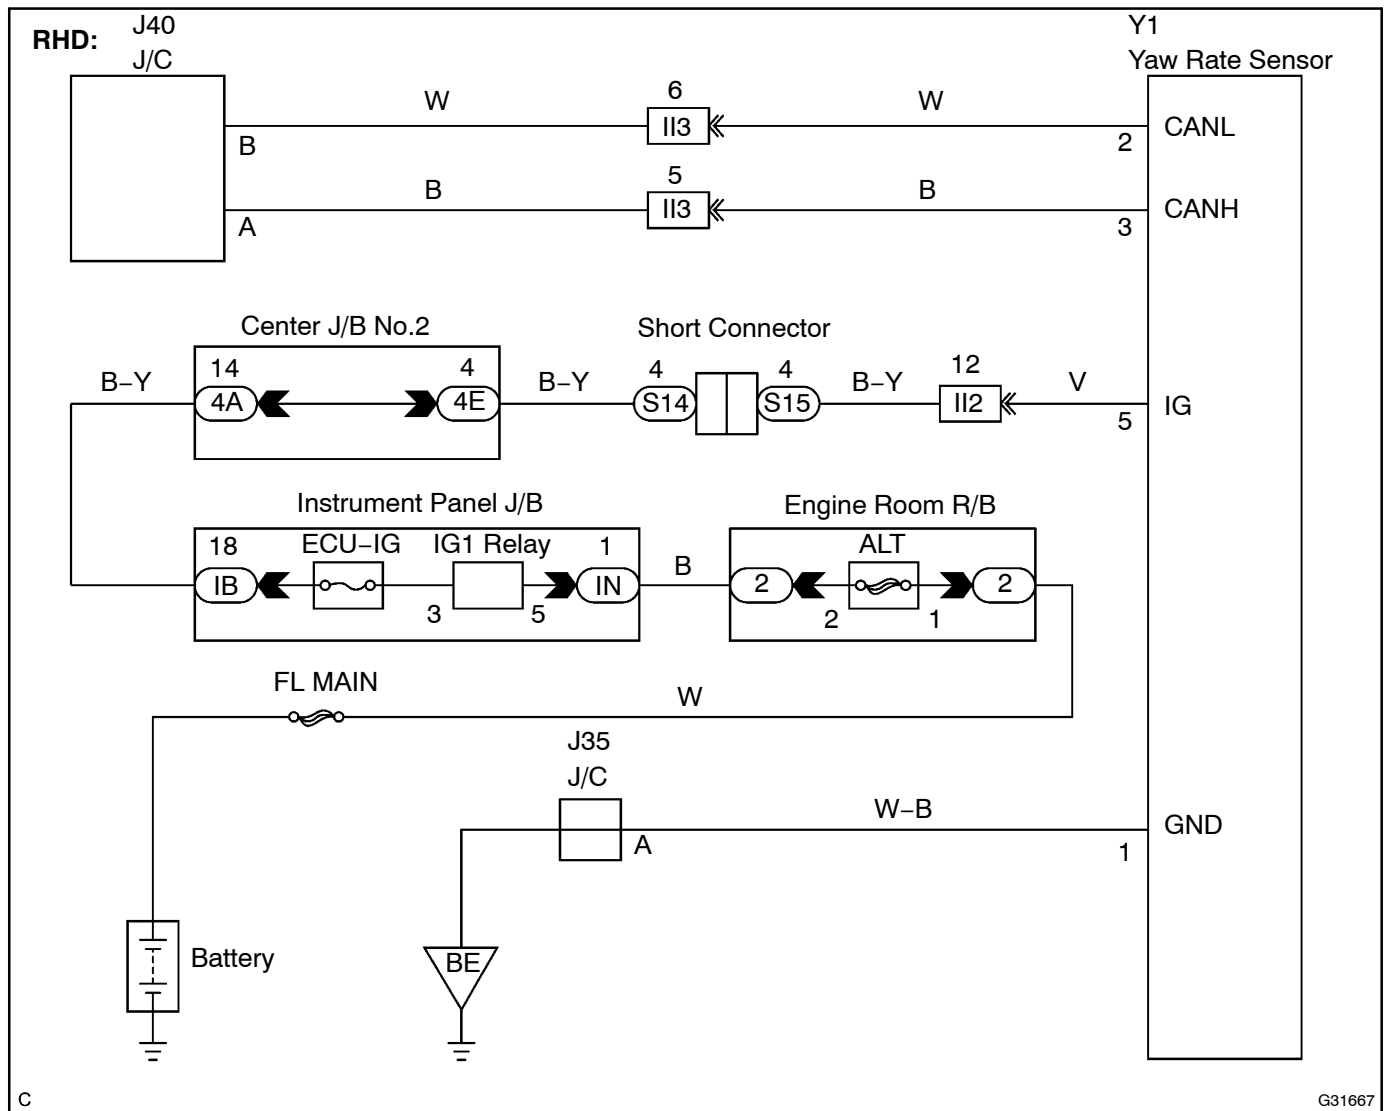 RHD:
J40
J/C
Y1
Yaw Rate Sensor
W
6
II3
W
B
2
CANL
B
5
II3
B
A
3
CANH
Center J/B No.2
Short Connector
B–Y
14
4A
4
4E
B–Y
4
S14
4
S15
B–Y
12
II2
V
5
IG
Instrument Panel J/B
Engine Room R/B
18
IB
ECU–IG
IG1 Relay
3
5
1
IN
B
2
ALT
2
1
2
FL MAIN
W
J35
J/C
A
W–B
1
GND
Battery
BE
C
G31667